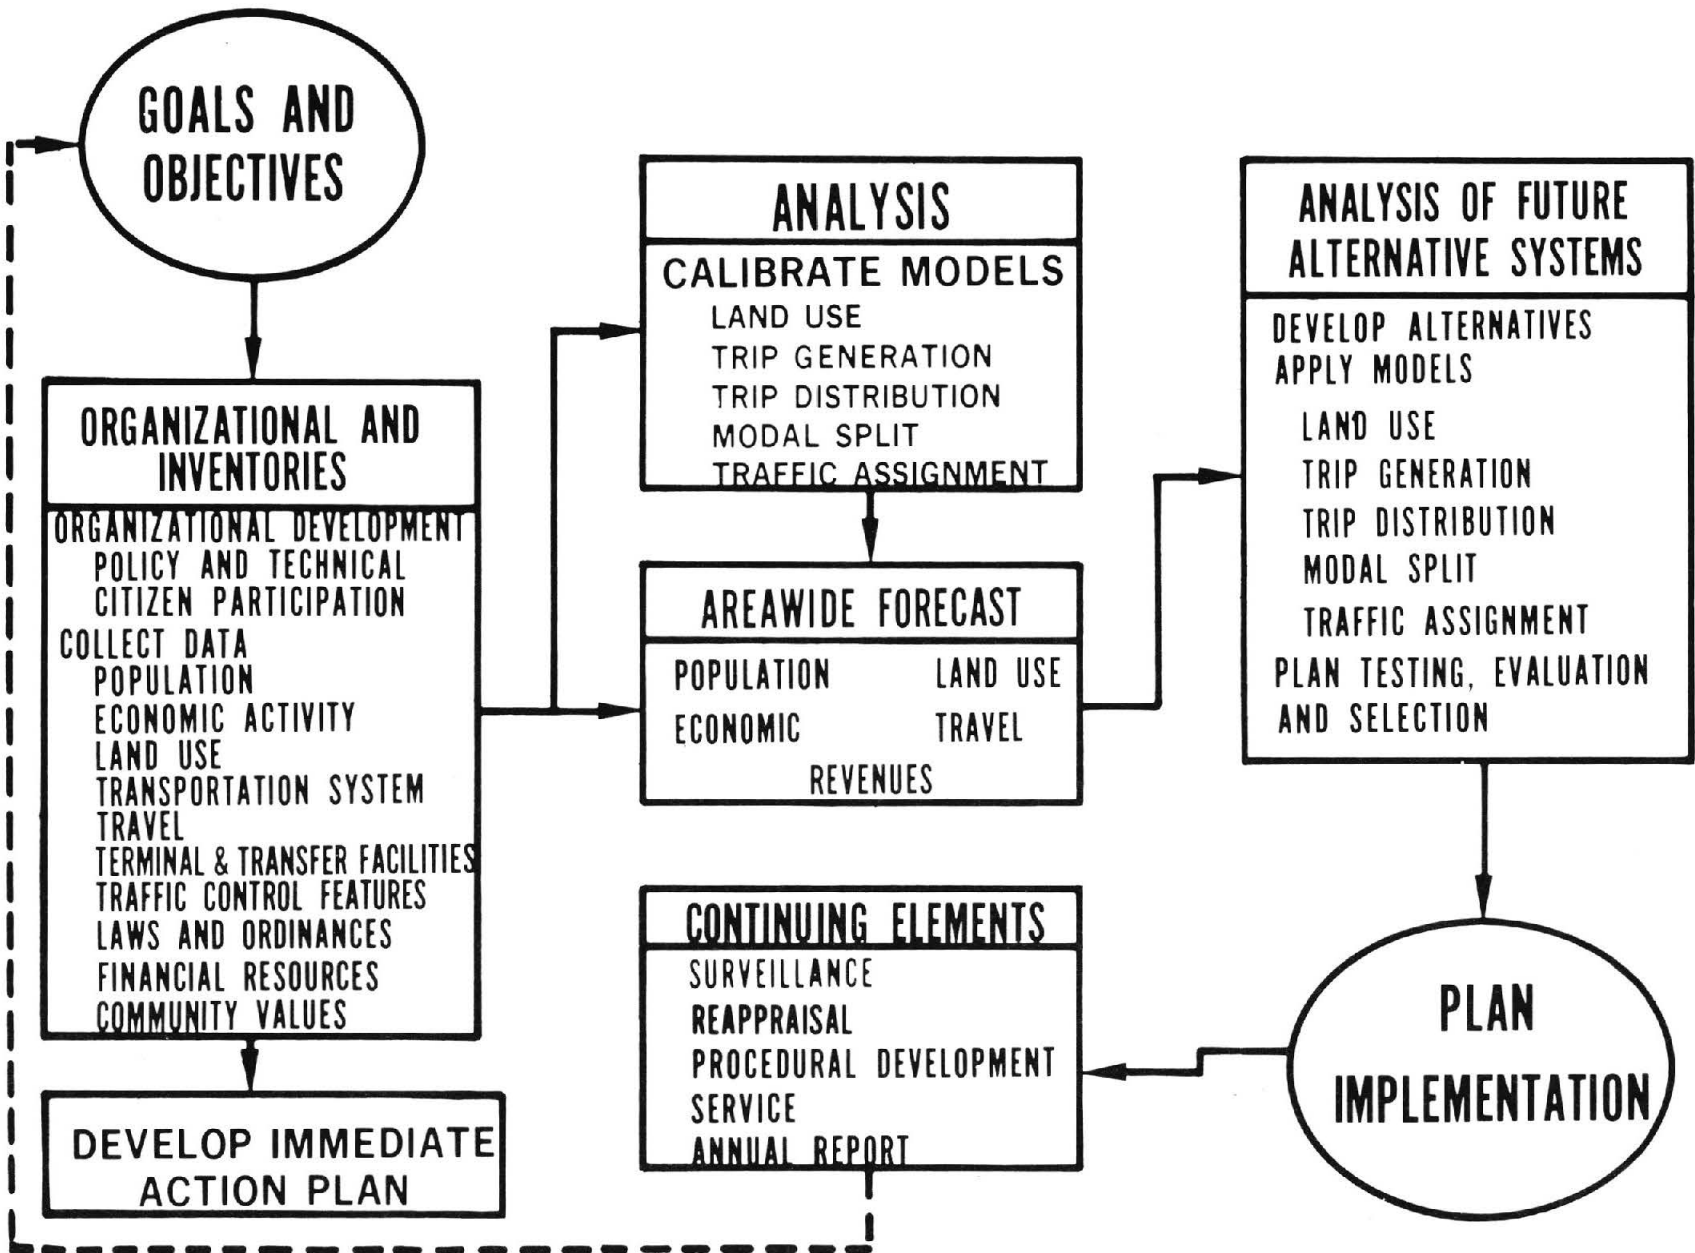 GOALS AND
OBJECTIVES
ORGANIZATIONAL AND
INVENTORIES
ORGANIZATIONAL DEVELOPMENT
POLICY AND TECHNICAL
CITIZEN PARTICIPATION
COLLECT DATA
POPULATION
ECONOMIC ACTIVITY
LAND USE
TRANSPORTATION SYSTEM
TRAVEL
TERMINAL & TRANSFER FACILITIES
TRAFFIC CONTROL FEATURES
LAWS AND ORDINANCES
FINANCIAL RESOURCES
COMMUNITY VALUES
DEVELOP IMMEDIATE
ACTION PLAN
ANALYSIS
CALIBRATE MODELS
LAND USE
TRIP GENERATION
TRIP DISTRIBUTION
MODAL SPLIT
TRAFFIC ASSIGNMENT
AREAWIDE FORECAST
POPULATION LAND USE
ECONOMIC TRAVEL
REVENUES
ANALYSIS OF FUTURE
ALTERNATIVE SYSTEMS
DEVELOP ALTERNATIVES
APPLY MODELS
LAND USE
TRIP GENERATION
TRIP DISTRIBUTION
MODAL SPLIT
TRAFFIC ASSIGNMENT
PLAN TESTING, EVALUATION
AND SELECTION
PLAN
IMPLEMENTATION
CONTINUING ELEMENTS
SURVEILLANCE
REAPPRAISAL
PROCEDURAL DEVELOPMENT
SERVICE
ANNUAL REPORT